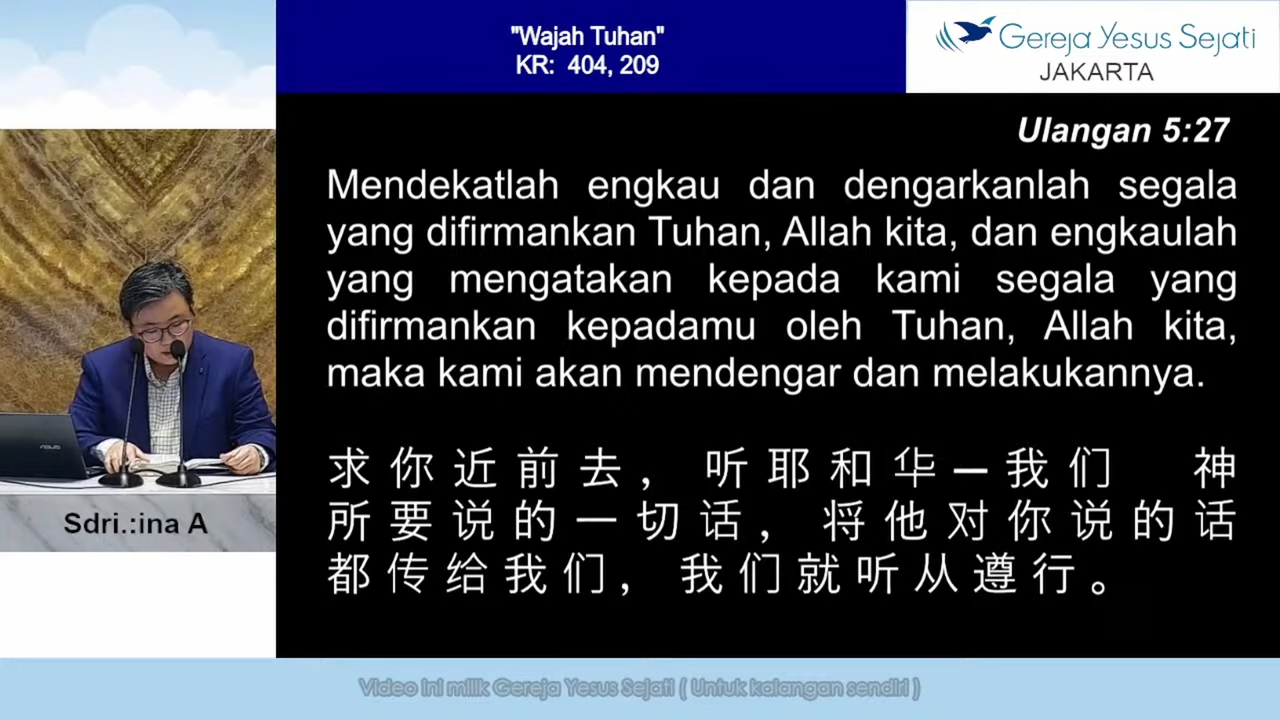 "Wajah Tuhan"
KR: 404, 209
Gereja Yesus Sejati
JAKARTA
Ulangan 5:27
Mendekatlah engkau dan dengarkanlah segala
yang difirmankan Tuhan, Allah kita, dan engkaulah
yang mengatakan kepada kami segala yang
difirmankan kepadamu oleh Tuhan, Allah kita,
maka kami akan mendengar dan melakukannya.
求你近前去，听耶和华—我们 神
所要说的一切话，将他对你说的话
都传给我们，我们就听从遵行。
ASUS
Sdri.:ina A
Video ini milik Gereja Yesus Sejati ( Untuk kalangan sendiri )